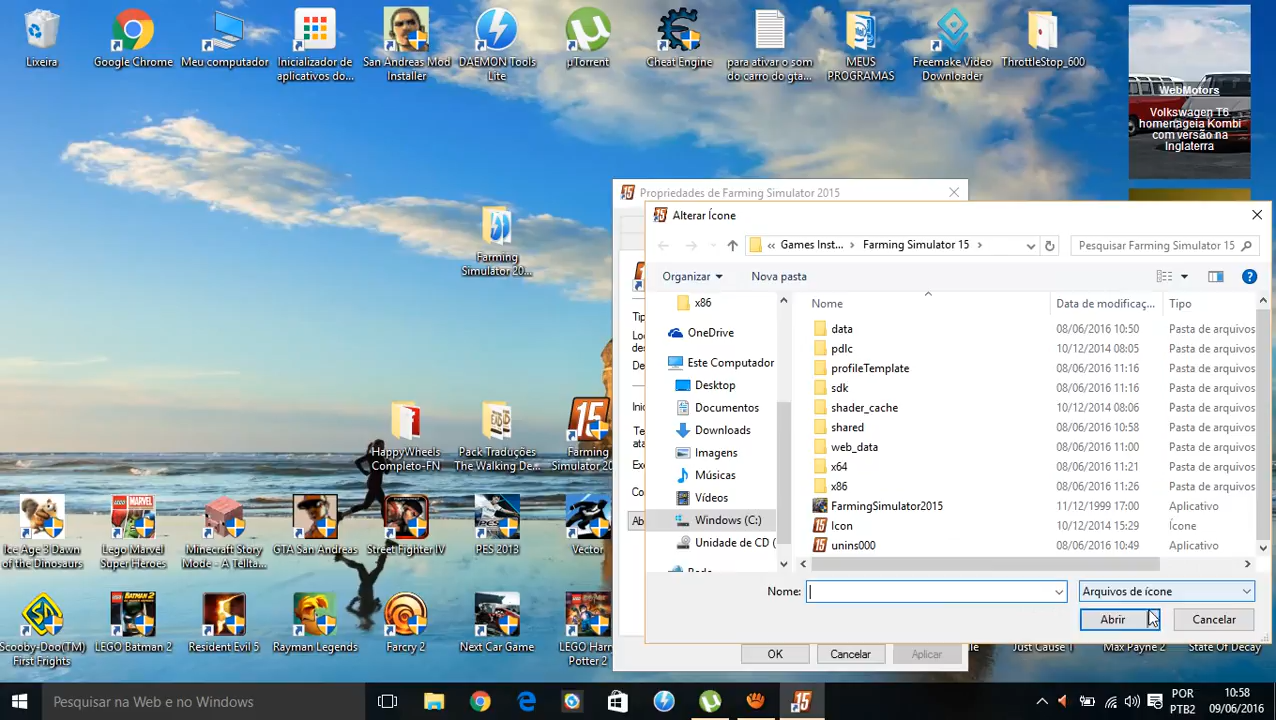 Lixeira
Google Chrome
Meu computador
Inicializador de
aplicativos do...
San Andreas Mod
Installer
DAEMON Tools
Lite
µTorrent
Cheat Engine
para ativar o som
do carro do gta...
MEUS
PROGRAMAS
Freemake Video
Downloader
ThrottleStop_600
WebMotors
Volkswagen T6
homenageia Kombi
com versão na
Inglaterra
Farming
Simulator 20...
15 Propriedades de Farming Simulator 2015
15 Alterar Ícone
« Games Inst... Farming Simulator 15
Pesquisar Farming Simulator 15
Organizar
Nova pasta
x86
OneDrive
Este Computador
Desktop
Documentos
Downloads
Imagens
Músicas
Vídeos
Windows (C:)
Unidade de CD (
Nome Data de modificaç... Tipo
data 08/06/2016 10:50 Pasta de arquivos
pdlc 10/12/2014 08:05 Pasta de arquivos
profileTemplate 08/06/2016 11:16 Pasta de arquivos
sdk 08/06/2016 11:16 Pasta de arquivos
shader_cache 10/12/2014 08:06 Pasta de arquivos
shared 08/06/2016 10:58 Pasta de arquivos
web_data 08/06/2016 11:00 Pasta de arquivos
x64 08/06/2016 11:21 Pasta de arquivos
x86 08/06/2016 11:26 Pasta de arquivos
FarmingSimulator2015 11/12/1999 17:00 Aplicativo
Icon 10/12/2014 15:29 Ícone
unins000 08/06/2016 10:49 Aplicativo
Nome:
Arquivos de ícone
Abrir
Cancelar
OK
Cancelar
Aplicar
HappyWheels
Completo-FN
Pack Traduções
The Walking De...
15
Farming
Simulator 20
Ice Age 3 Dawn
of the Dinosaurs
Lego Marvel
Super Heroes
Minecraft Story
Mode - A Tellta...
GTA San Andreas
Street Fighter IV
PES 2013
Vector
Scooby-Doo(TM)
First Frights
LEGO Batman 2
Resident Evil 5
Rayman Legends
Farcry 2
Next Car Game
LEGO Har
Potter 2
Just Cause 1
Max Payne 2
State Of Decay
Pesquisar na Web e no Windows
15
POR
PTB2
10:58
09/06/2016